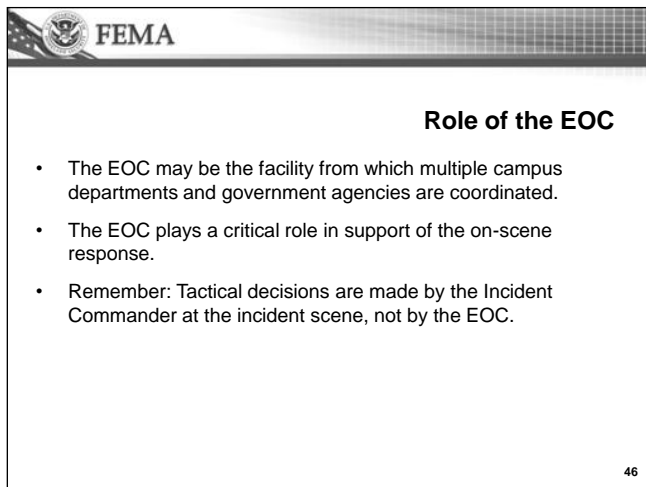 FEMA
Role of the EOC
• The EOC may be the facility from which multiple campus
departments and government agencies are coordinated.
• The EOC plays a critical role in support of the on-scene
response.
• Remember: Tactical decisions are made by the Incident
Commander at the incident scene, not by the EOC.
46